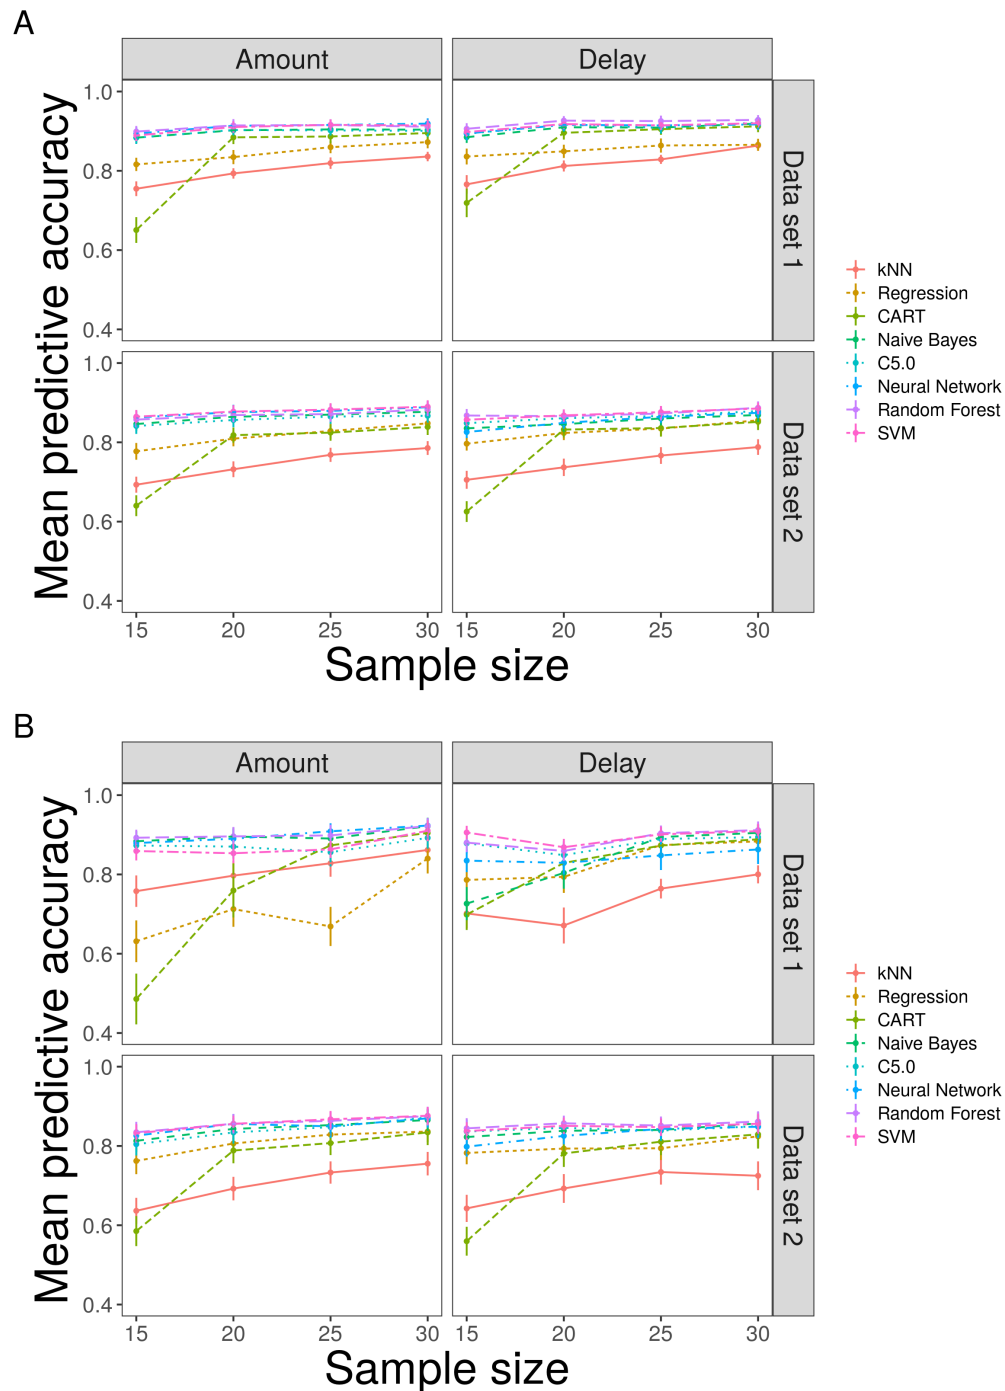 A
Amount
Delay
Mean predictive accuracy
1.0
0.8
0.6
0.4
Data set 1
1.0
0.8
0.6
0.4
Data set 2
15 20 25 30 15 20 25 30
Sample size
kNN
Regression
CART
Naive Bayes
C5.0
Neural Network
Random Forest
SVM
B
Amount
Delay
Mean predictive accuracy
1.0
0.8
0.6
0.4
Data set 1
1.0
0.8
0.6
0.4
Data set 2
15 20 25 30 15 20 25 30
Sample size
kNN
Regression
CART
Naive Bayes
C5.0
Neural Network
Random Forest
SVM